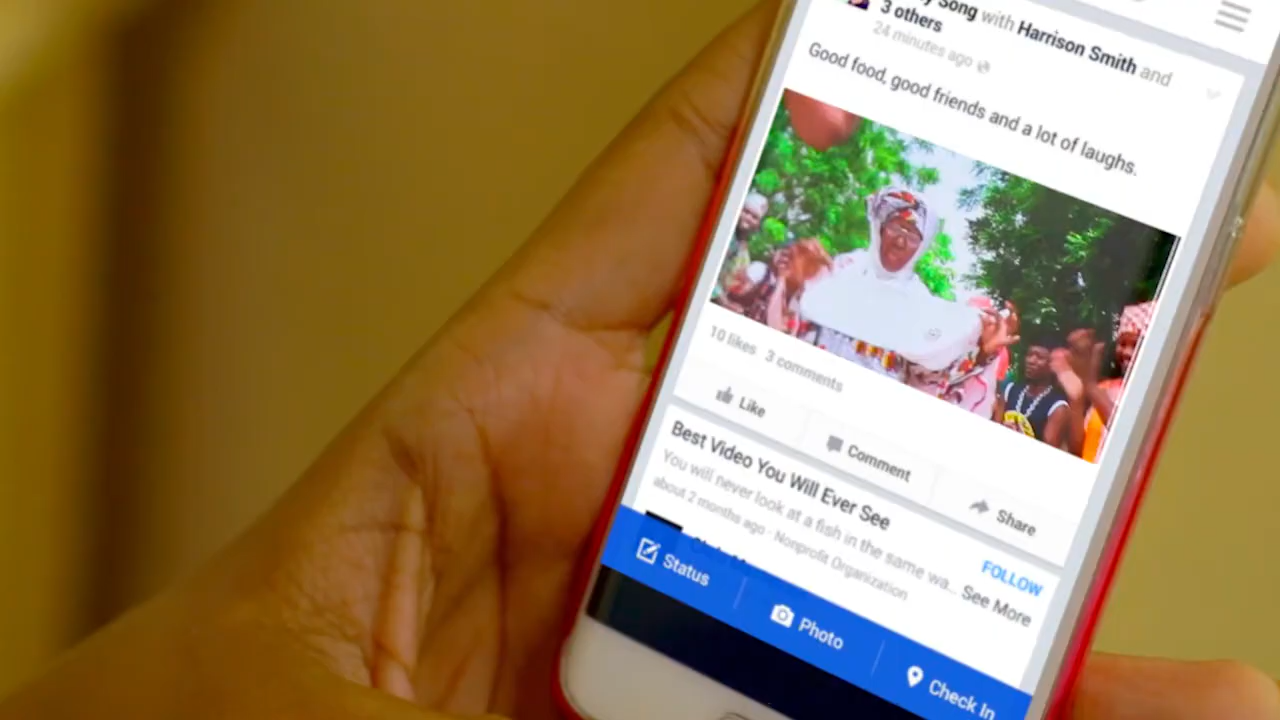 Song with Harrison Smith and
3 others
24 minutes ago
Good food, good friends and a lot of laughs.
10 likes 3 comments
Like Comment Share
Best Video You Will Ever See
You will never look at a fish in the same wa... See More
about 2 months ago · Nonprofit Organization
FOLLOW
Status Photo Check In